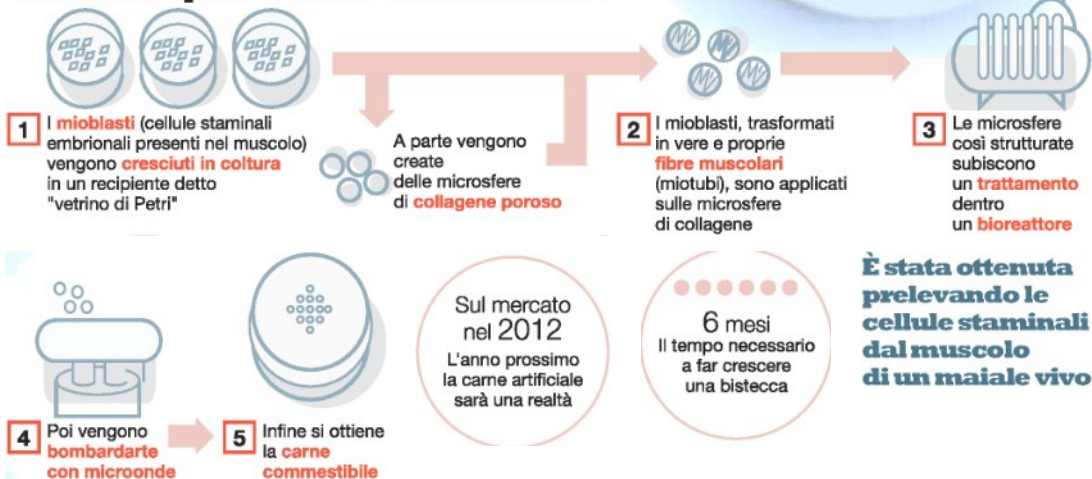 1 I mioblasti (cellule staminali
embrionali presenti nel muscolo)
vengono cresciuti in coltura
in un recipiente detto
"vetrino di Petri"
A parte vengono
create
delle microsfere
di collagene poroso
2 I mioblasti, trasformati
in vere e proprie
fibre muscolari
(miotubi), sono applicati
sulle microsfere
di collagene
3 Le microsfere
così strutturate
subiscono
un trattamento
dentro
un bioreattore
4 Poi vengono
bombardarte
con microonde
5 Infine si ottiene
la carne
commestibile
Sul mercato
nel 2012
L'anno prossimo
la carne artificiale
sarà una realtà
6 mesi
Il tempo necessario
a far crescere
una bistecca
È stata ottenuta
prelevando le
cellule staminali
dal muscolo
di un maiale vivo